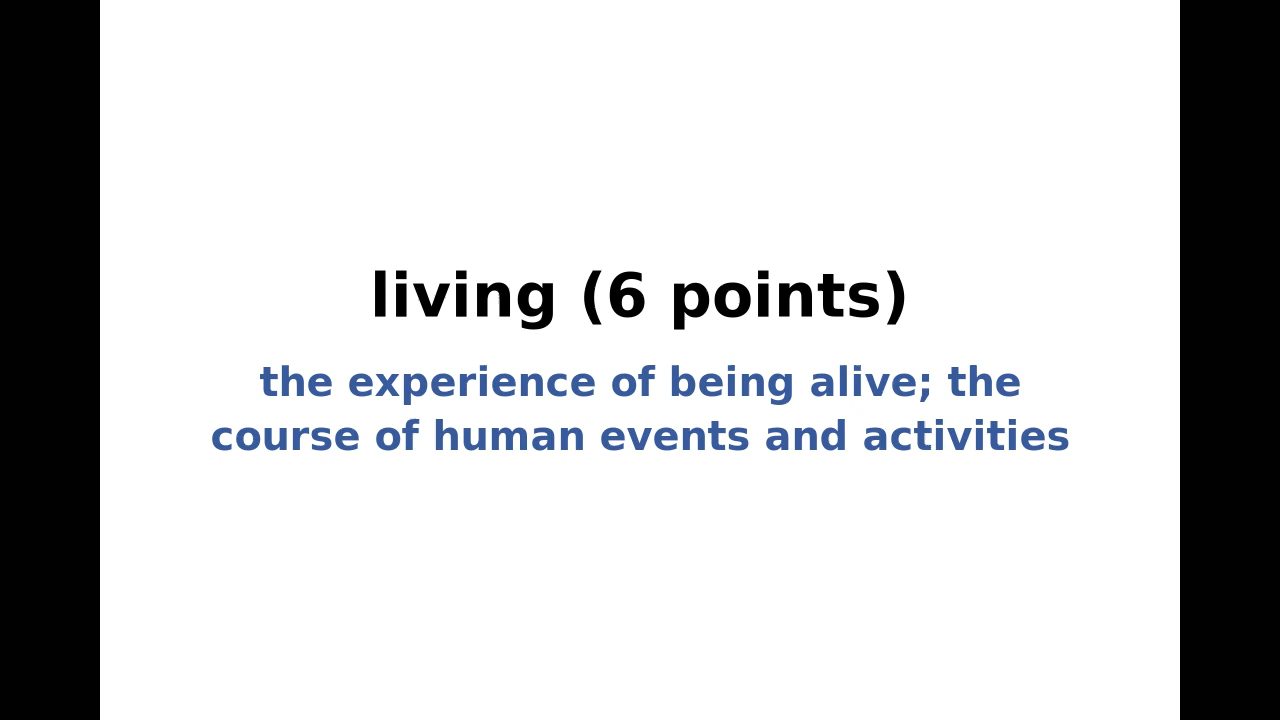 living (6 points)
the experience of being alive; the
course of human events and activities